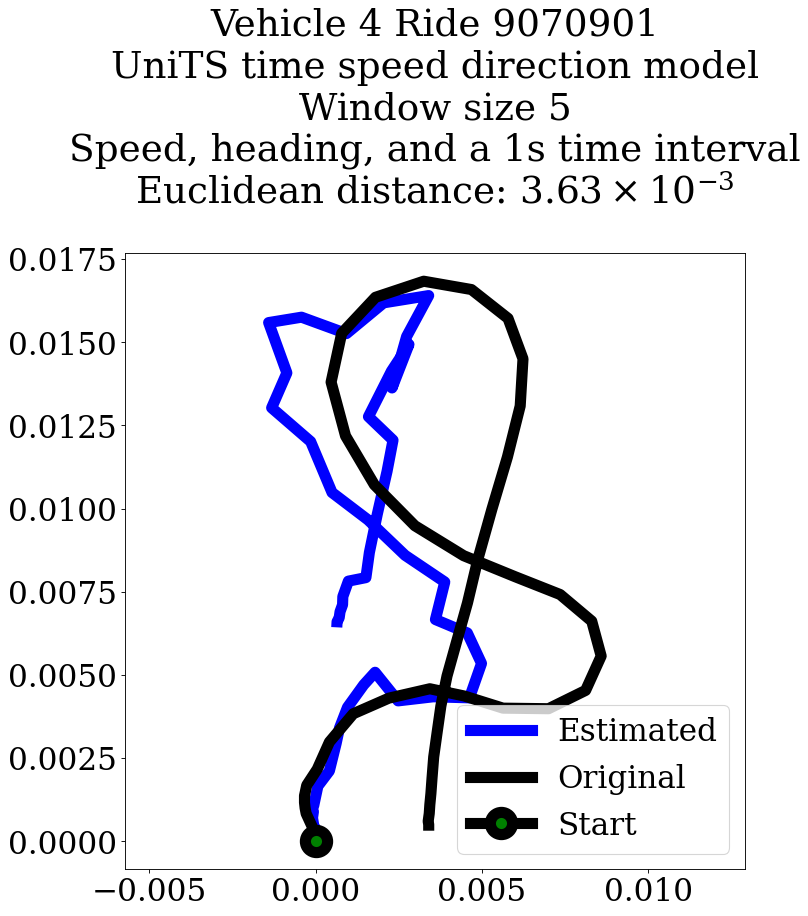 Vehicle 4 Ride 9070901
UniTS time speed direction model
Window size 5
Speed, heading, and a 1s time interval
Euclidean distance: 3.63 × 10⁻³
0.0175
0.0150
0.0125
0.0100
0.0075
0.0050
0.0025
0.0000
−0.005 0.000 0.005 0.010
Estimated
Original
Start